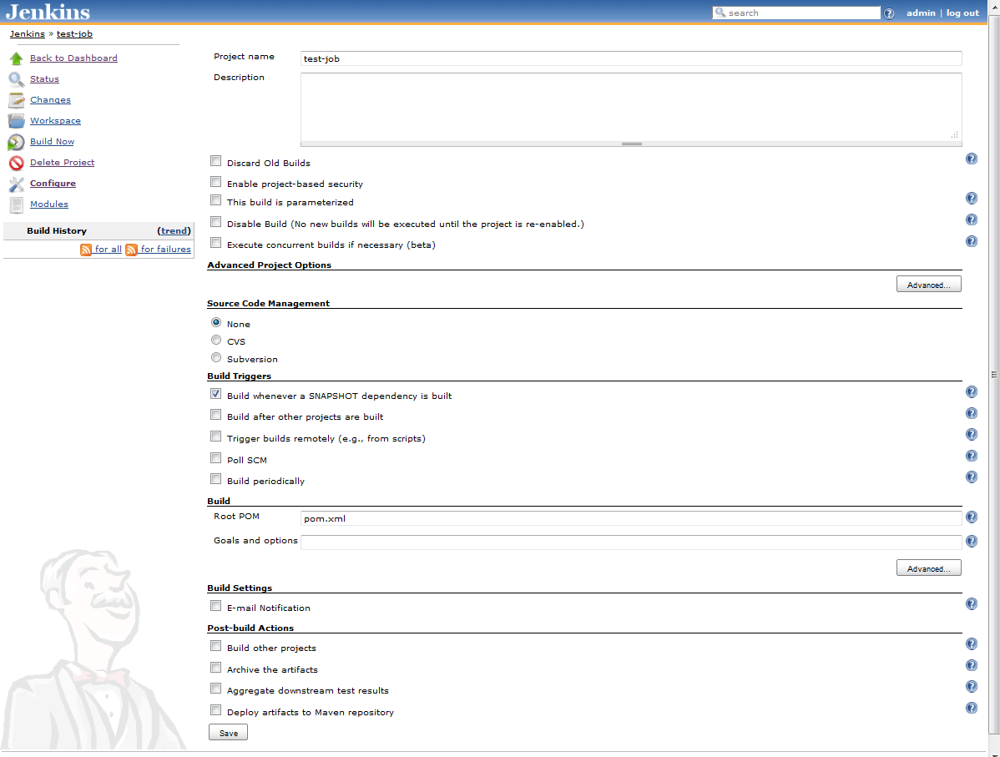 Jenkins
search
admin | log out
Jenkins » test-job
Back to Dashboard
Status
Changes
Workspace
Build Now
Delete Project
Configure
Modules
Build History (trend)
for all for failures
Project name test-job
Description
Discard Old Builds
Enable project-based security
This build is parameterized
Disable Build (No new builds will be executed until the project is re-enabled.)
Execute concurrent builds if necessary (beta)
Advanced Project Options
Advanced...
Source Code Management
None
CVS
Subversion
Build Triggers
Build whenever a SNAPSHOT dependency is built
Build after other projects are built
Trigger builds remotely (e.g., from scripts)
Poll SCM
Build periodically
Build
Root POM pom.xml
Goals and options
Advanced...
Build Settings
E-mail Notification
Post-build Actions
Build other projects
Archive the artifacts
Aggregate downstream test results
Deploy artifacts to Maven repository
Save